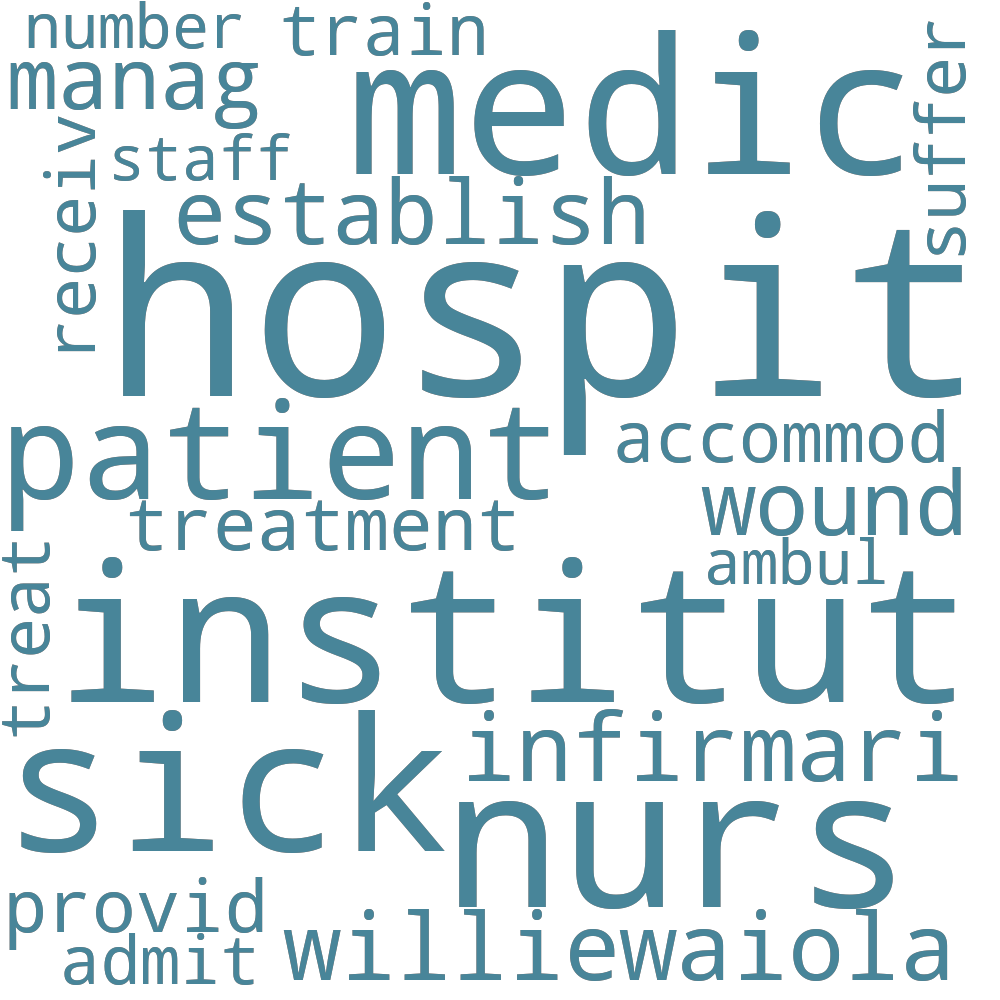 number train
manag medic suffer
receiv staff
establish
hospit
patient accommod
treatment wound
treat ambul
institut
sick infirmari
nurs
provid
admit williewaiola